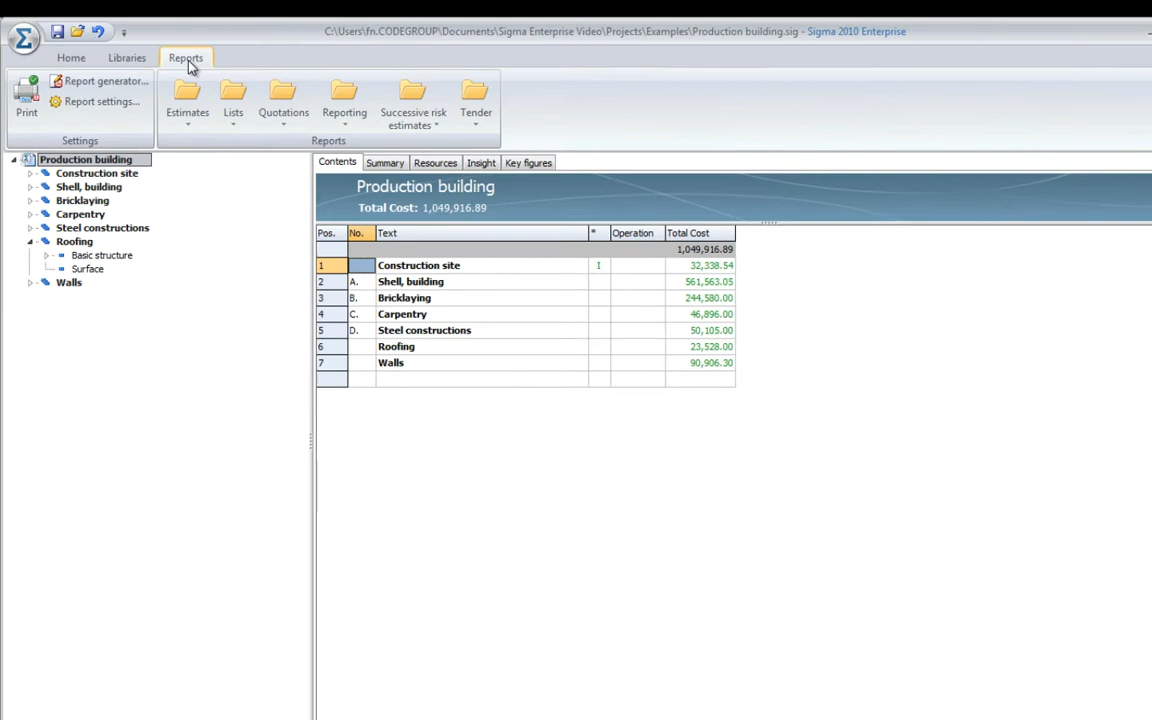 C:\Users\fn.CODEGROUP\Documents\Sigma Enterprise Video\Projects\Examples\Production building.sig - Sigma 2010 Enterprise
Home Libraries Reports
Print
Report generator...
Report settings...
Settings
Estimates Lists Quotations Reporting Successive risk estimates Tender
Reports
Production building
Construction site
Shell, building
Bricklaying
Carpentry
Steel constructions
Roofing
Basic structure
Surface
Walls
Contents Summary Resources Insight Key figures
Production building
Total Cost: 1,049,916.89
Pos. No. Text * Operation Total Cost
1,049,916.89
1 Construction site I 32,338.54
2 A. Shell, building 561,563.05
3 B. Bricklaying 244,580.00
4 C. Carpentry 46,896.00
5 D. Steel constructions 50,105.00
6 Roofing 23,528.00
7 Walls 90,906.30